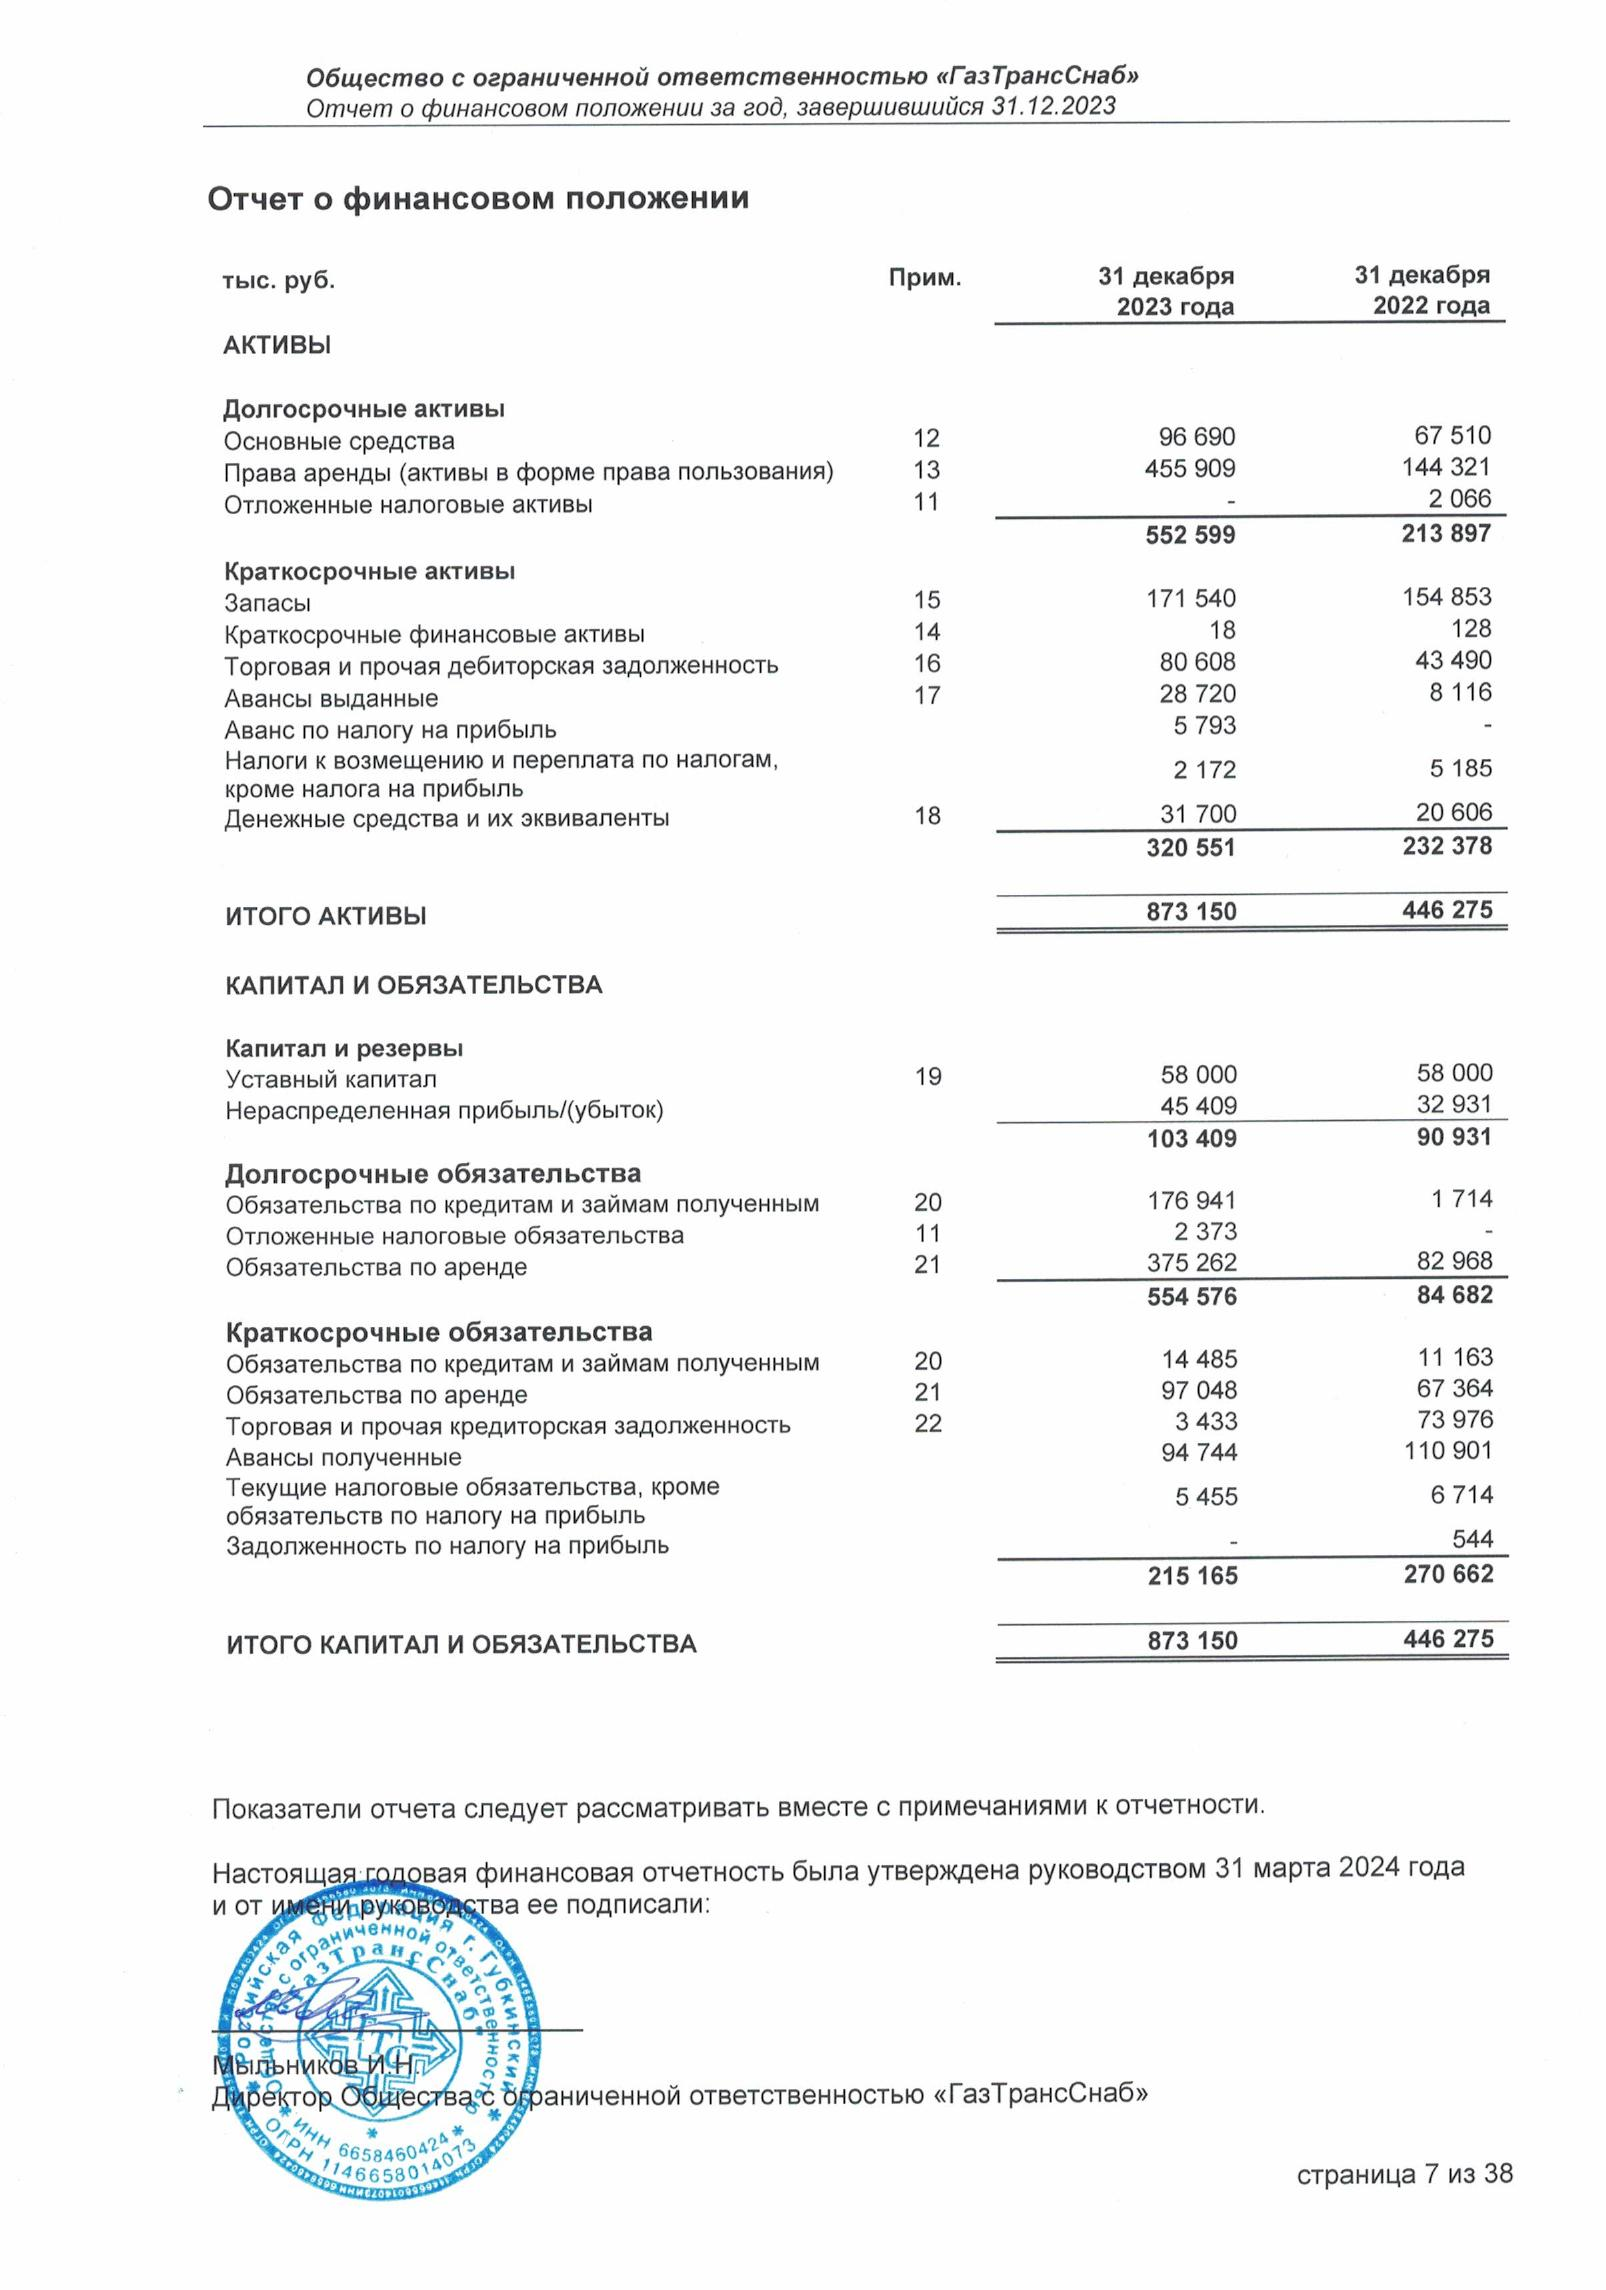 Общество с ограниченной ответственностью «ГазТрансСнаб»
Отчет о финансовом положении за год, завершившийся 31.12.2023
Отчет о финансовом положении
тыс. руб. Прим. 31 декабря 2023 года 31 декабря 2022 года
АКТИВЫ
Долгосрочные активы
Основные средства 12 96 690 67 510
Права аренды (активы в форме права пользования) 13 455 909 144 321
Отложенные налоговые активы 11 - 2 066
552 599 213 897
Краткосрочные активы
Запасы 15 171 540 154 853
Краткосрочные финансовые активы 14 18 128
Торговая и прочая дебиторская задолженность 16 80 608 43 490
Авансы выданные 17 28 720 8 116
Аванс по налогу на прибыль 5 793 -
Налоги к возмещению и переплата по налогам,
кроме налога на прибыль 2 172 5 185
Денежные средства и их эквиваленты 18 31 700 20 606
320 551 232 378
ИТОГО АКТИВЫ 873 150 446 275
КАПИТАЛ И ОБЯЗАТЕЛЬСТВА
Капитал и резервы
Уставный капитал 19 58 000 58 000
Нераспределенная прибыль/(убыток) 45 409 32 931
103 409 90 931
Долгосрочные обязательства
Обязательства по кредитам и займам полученным 20 176 941 1 714
Отложенные налоговые обязательства 11 2 373 -
Обязательства по аренде 21 375 262 82 968
554 576 84 682
Краткосрочные обязательства
Обязательства по кредитам и займам полученным 20 14 485 11 163
Обязательства по аренде 21 97 048 67 364
Торговая и прочая кредиторская задолженность 22 3 433 73 976
Авансы полученные 94 744 110 901
Текущие налоговые обязательства, кроме
обязательств по налогу на прибыль 5 455 6 714
Задолженность по налогу на прибыль - 544
215 165 270 662
ИТОГО КАПИТАЛ И ОБЯЗАТЕЛЬСТВА 873 150 446 275
Показатели отчета следует рассматривать вместе с примечаниями к отчетности.
Настоящая годовая финансовая отчетность была утверждена руководством 31 марта 2024 года
и от имени руководства ее подписали:
Российская Федерация г. Губкинский
Общество с ограниченной ответственностью
"ГазТрансСнаб"
ГТС
ИНН 6658460424
ОГРН 1146658014073
Мыльников И.Н.
Директор Общества с ограниченной ответственностью «ГазТрансСнаб»
страница 7 из 38